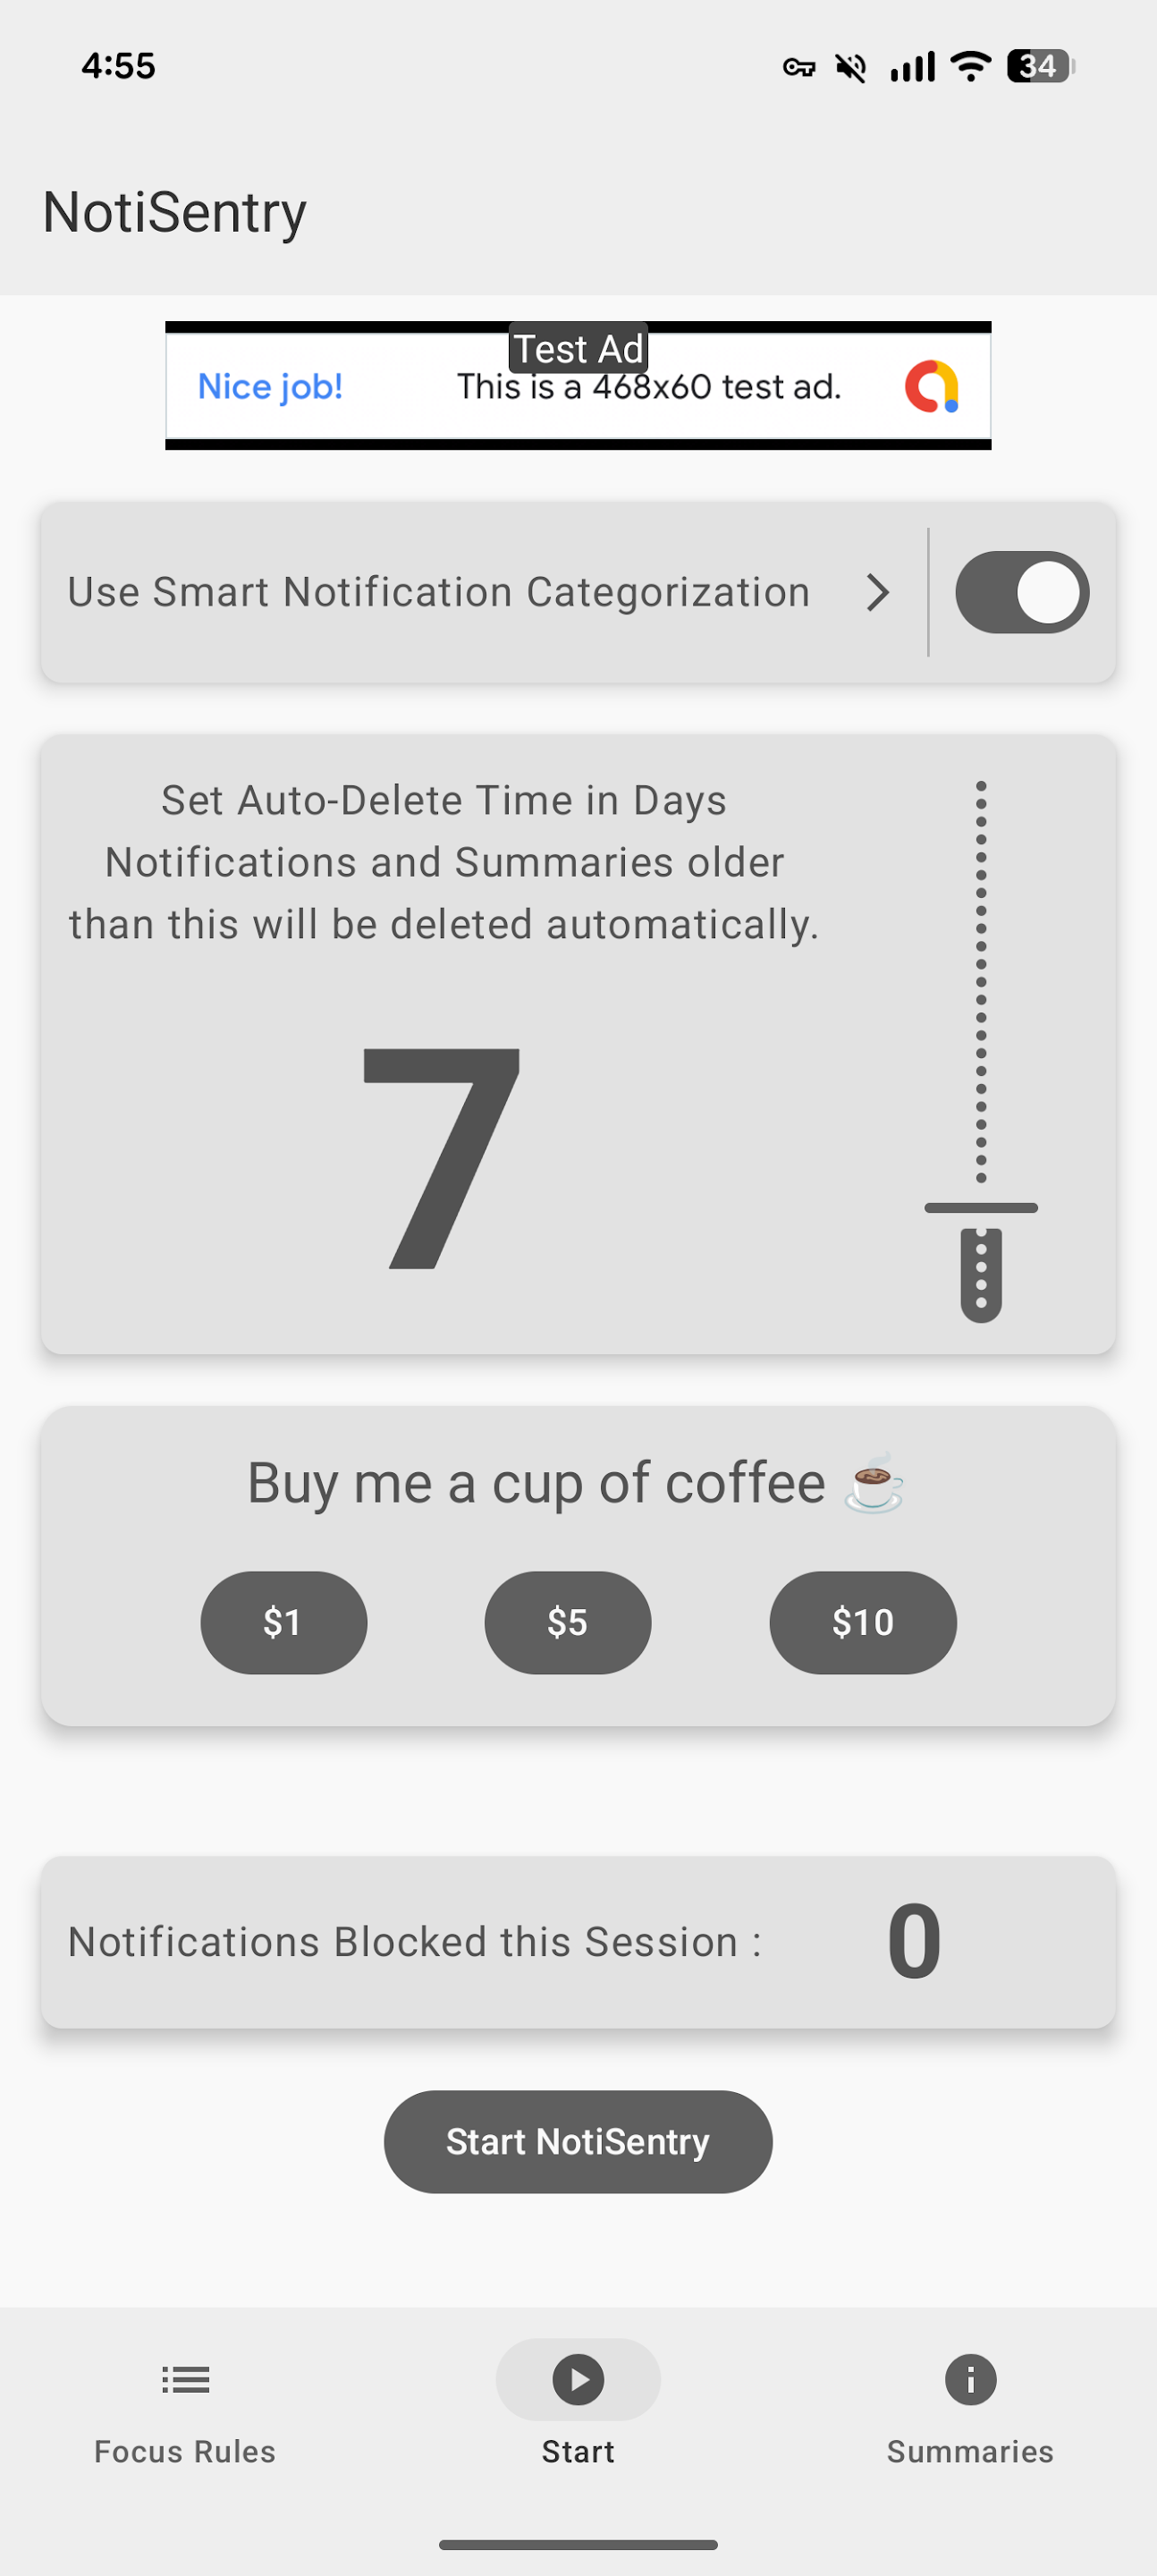 4:55
34
NotiSentry
Test Ad
Nice job!
This is a 468x60 test ad.
Use Smart Notification Categorization
Set Auto-Delete Time in Days
Notifications and Summaries older
than this will be deleted automatically.
7
Buy me a cup of coffee ☕
$1
$5
$10
Notifications Blocked this Session :
0
Start NotiSentry
Focus Rules
Start
Summaries